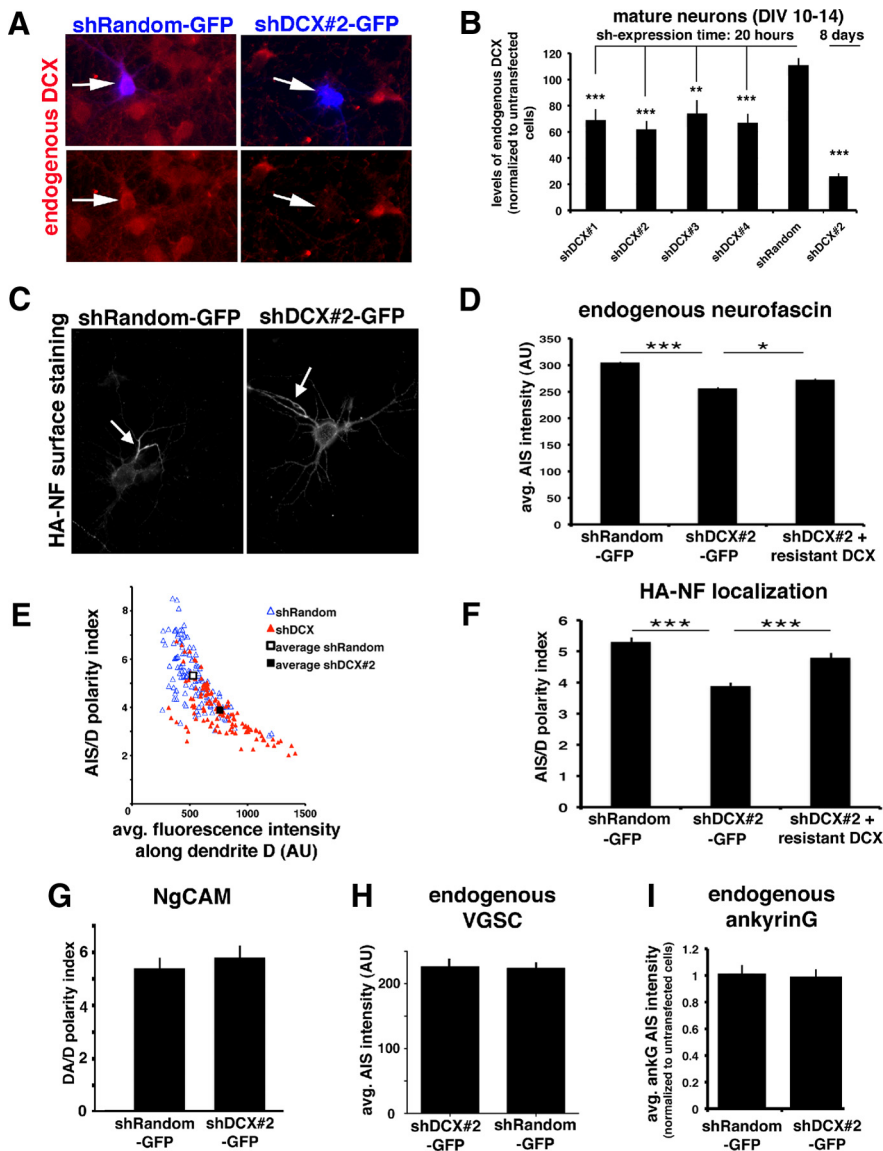 A
shRandom-GFP
shDCX#2-GFP
endogenous DCX
B
mature neurons (DIV 10-14)
sh-expression time: 20 hours
8 days
levels of endogenous DCX
(normalized to untransfected
cells)
120
100
80
60
40
20
0
***
***
**
***
***
shDCX#1
shDCX#2
shDCX#3
shDCX#4
shRandom
shDCX#2
C
shRandom-GFP
shDCX#2-GFP
HA-NF surface staining
D
endogenous neurofascin
avg. AIS intensity (AU)
350
300
250
200
150
100
50
0
***
*
shRandom
-GFP
shDCX#2
-GFP
shDCX#2 +
resistant DCX
E
AIS/D polarity index
8
6
4
2
0
500
1000
1500
shRandom
shDCX
average shRandom
average shDCX#2
avg. fluorescence intensity
along dendrite D (AU)
F
HA-NF localization
AIS/D polarity index
6
5
4
3
2
1
0
***
***
shRandom
-GFP
shDCX#2
-GFP
shDCX#2 +
resistant DCX
G
NgCAM
DA/D polarity index
6
4
2
0
shRandom
-GFP
shDCX#2
-GFP
H
endogenous
VGSC
avg. AIS intensity (AU)
200
100
0
shDCX#2
-GFP
shRandom
-GFP
I
endogenous
ankyrinG
avg. ankG AIS intensity
(normalized to untransfected cells)
1.2
1
0.8
0.6
0.4
0.2
0
shRandom
-GFP
shDCX#2
-GFP